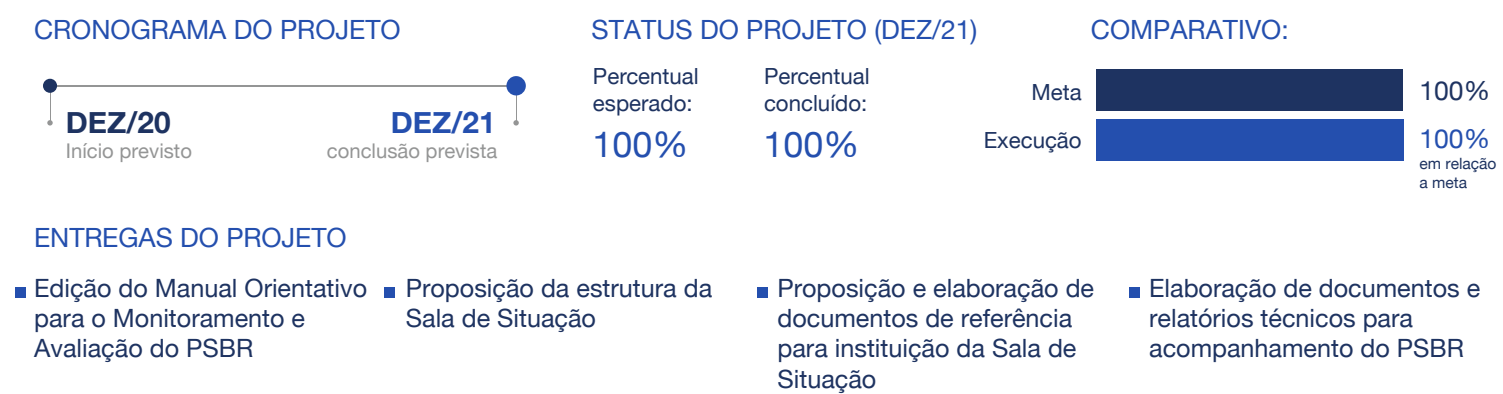 CRONOGRAMA DO PROJETO
DEZ/20
Início previsto
DEZ/21
conclusão prevista
STATUS DO PROJETO (DEZ/21)
Percentual
esperado:
100%
Percentual
concluído:
100%
COMPARATIVO:
Meta
100%
Execução
100%
em relação
a meta
ENTREGAS DO PROJETO
Edição do Manual Orientativo
para o Monitoramento e
Avaliação do PSBR
Proposição da estrutura da
Sala de Situação
Proposição e elaboração de
documentos de referência
para instituição da Sala de
Situação
Elaboração de documentos e
relatórios técnicos para
acompanhamento do PSBR